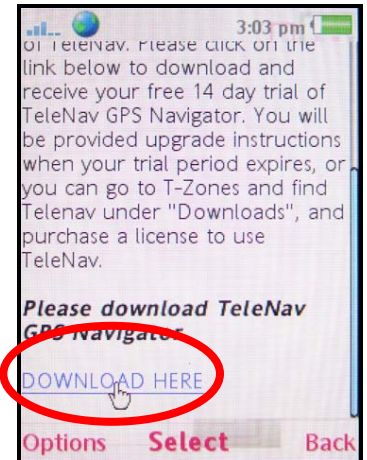 3:03 pm
of TeleNav. Please click on the
link below to download and
receive your free 14 day trial of
TeleNav GPS Navigator. You will
be provided upgrade instructions
when your trial period expires, or
you can go to T-Zones and find
Telenav under "Downloads", and
purchase a license to use
TeleNav.
Please download TeleNav
GPS Navigator
DOWNLOAD HERE
Options Select Back